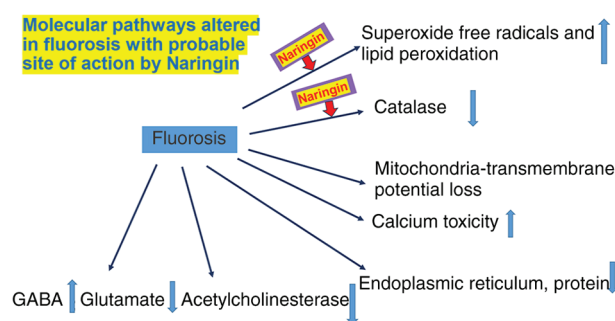 Molecular pathways altered
in fluorosis with probable
site of action by Naringin
Naringin
Superoxide free radicals and
lipid peroxidation
Naringin
Catalase
Fluorosis
Mitochondria-transmembrane
potential loss
Calcium toxicity
Endoplasmic reticulum, protein
GABA Glutamate Acetylcholinesterase